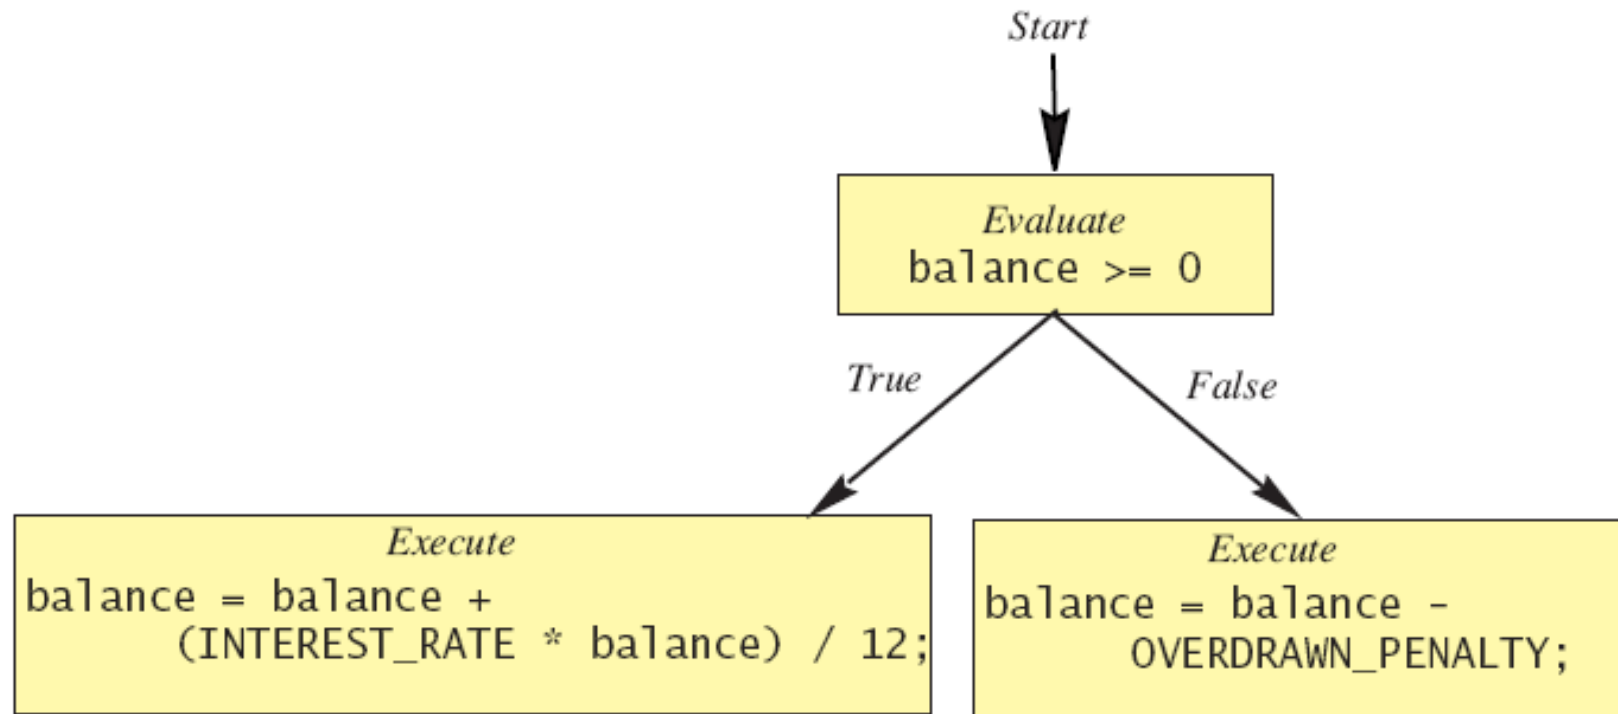 Start
Evaluate
balance >= 0
True
False
Execute
balance = balance +
(INTEREST_RATE * balance) / 12;
Execute
balance = balance -
OVERDRAWN_PENALTY;